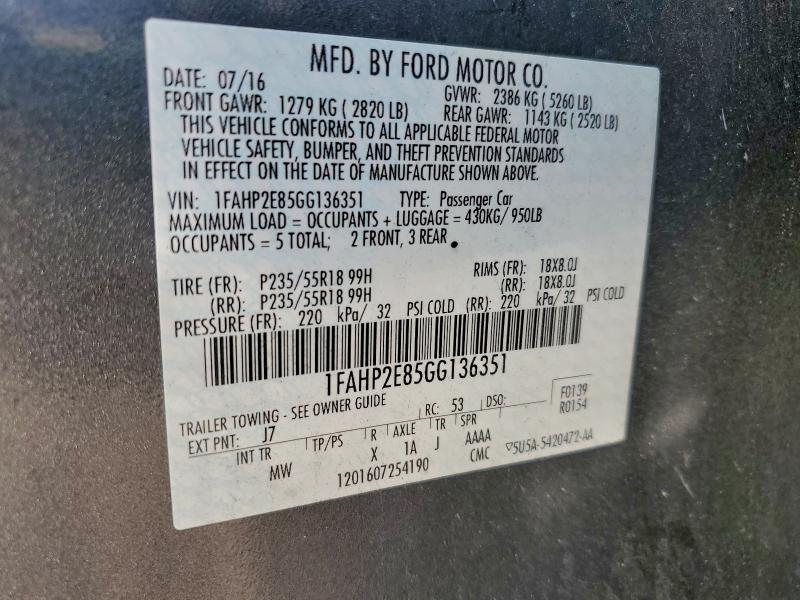 MFD. BY FORD MOTOR CO.
DATE: 07/16 GVWR: 2386 KG ( 5260 LB)
FRONT GAWR: 1279 KG ( 2820 LB) REAR GAWR: 1143 KG ( 2520 LB)
THIS VEHICLE CONFORMS TO ALL APPLICABLE FEDERAL MOTOR
VEHICLE SAFETY, BUMPER, AND THEFT PREVENTION STANDARDS
IN EFFECT ON THE DATE OF MANUFACTURE SHOWN ABOVE.
VIN: 1FAHP2E85GG136351 TYPE: Passenger Car
MAXIMUM LOAD = OCCUPANTS + LUGGAGE = 430KG/ 950LB
OCCUPANTS = 5 TOTAL; 2 FRONT, 3 REAR
TIRE (FR): P235/55R18 99H RIMS (FR): 18X8.0J
(RR): P235/55R18 99H (RR): 18X8.0J
PRESSURE (FR): 220 kPa/ 32 PSI COLD (RR): 220 kPa/ 32 PSI COLD
1FAHP2E85GG136351
TRAILER TOWING - SEE OWNER GUIDE
EXT PNT: J7 RC: 53 DSO: F0139
R0154
INT TR TP/PS R AXLE TR SPR
MW X 1A J AAAA
1201607254190 CMC ▽5U5A-5420472-AA